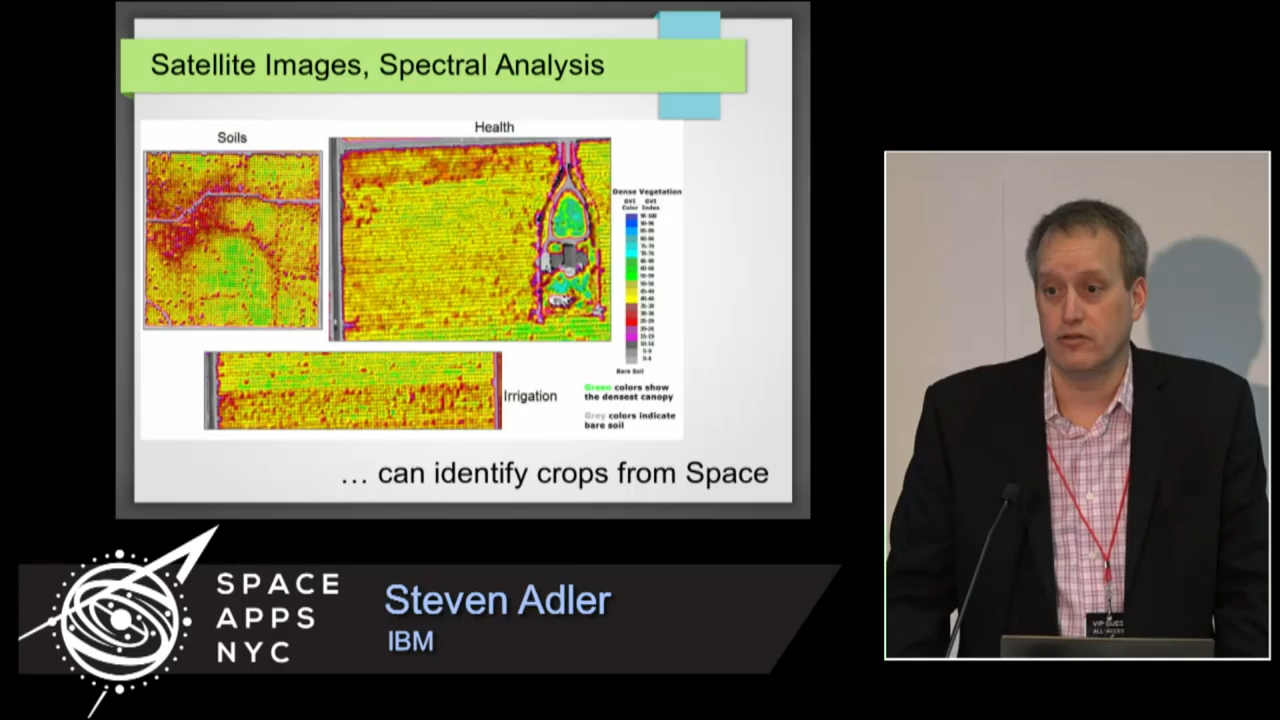 Satellite Images, Spectral Analysis
Soils
Health
Dense Vegetation
GVI GVI
Color Index
Bare Soil
Green colors show
the densest canopy
Grey colors indicate
bare soil
Irrigation
… can identify crops from Space
SPACE
APPS
NYC
Steven Adler
IBM